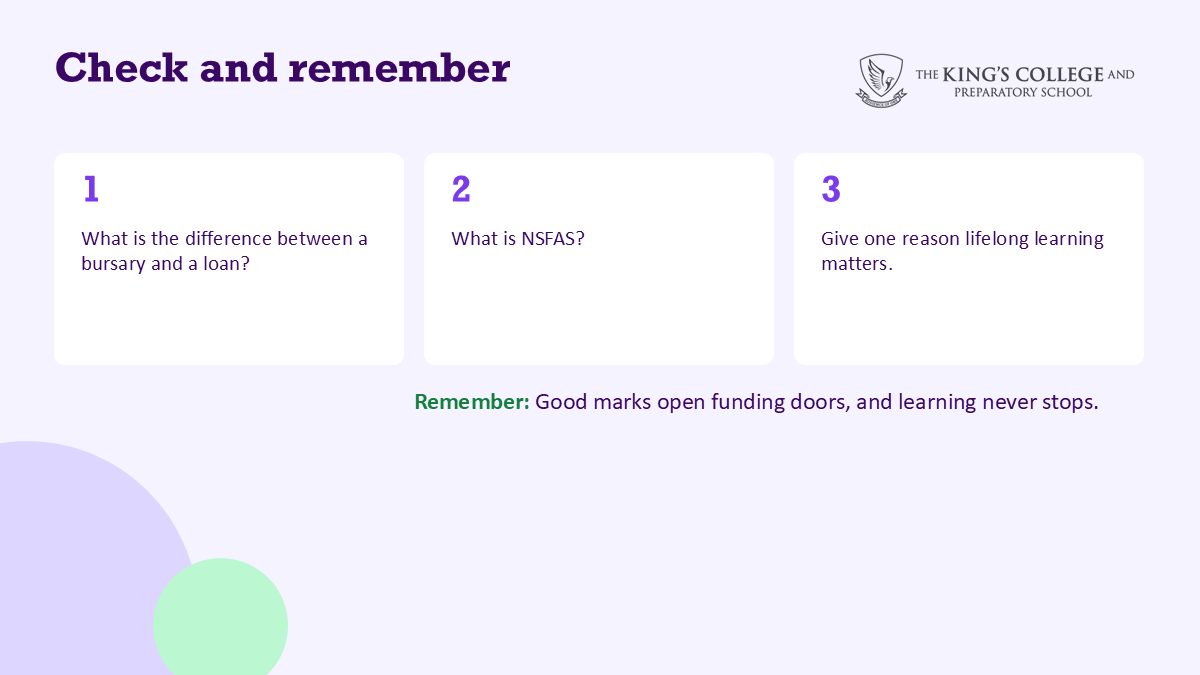 Check and remember
THE KING'S COLLEGE AND
PREPARATORY SCHOOL
1
What is the difference between a
bursary and a loan?
2
What is NSFAS?
3
Give one reason lifelong learning
matters.
Remember: Good marks open funding doors, and learning never stops.